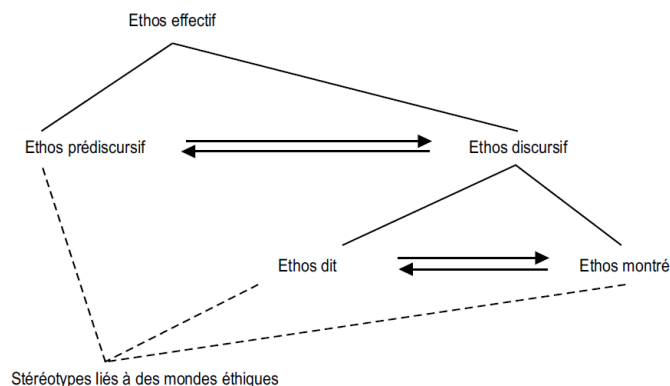 Ethos effectif
Ethos prédiscursif
Ethos discursif
Ethos dit
Ethos montré
Stéréotypes liés à des mondes éthiques